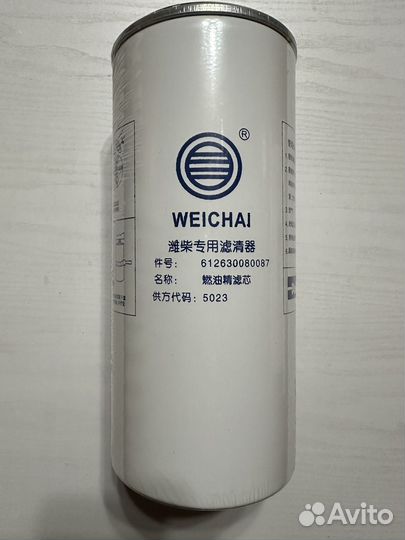 ®
WEICHAI
潍柴专用滤清器
件号： 612630080087
名称： 燃油精滤芯
供方代码： 5023
Avito